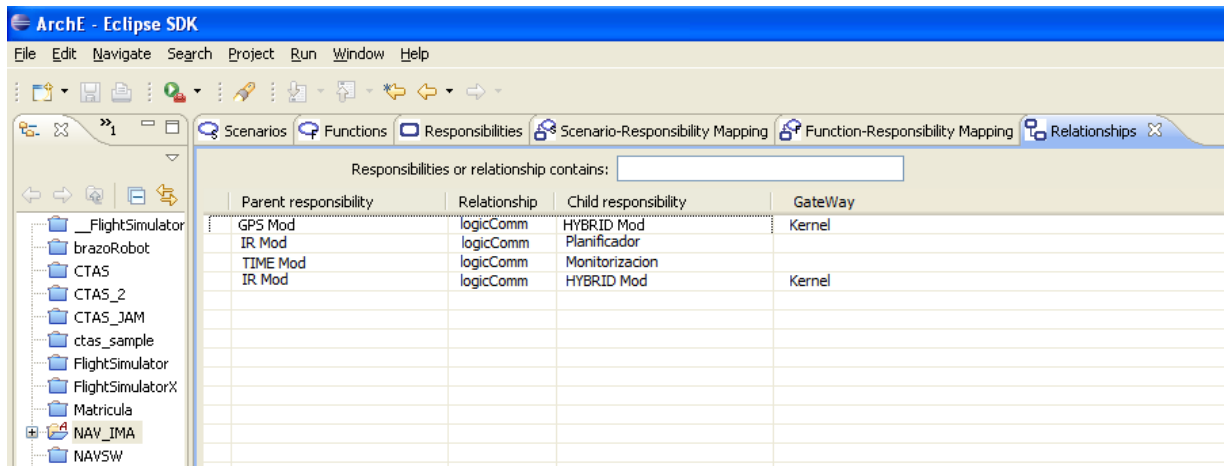 ArchE - Eclipse SDK
File Edit Navigate Search Project Run Window Help
»1
Scenarios Functions Responsibilities Scenario-Responsibility Mapping Function-Responsibility Mapping Relationships
Responsibilities or relationship contains:
Parent responsibility Relationship Child responsibility GateWay
GPS Mod logicComm HYBRID Mod Kernel
IR Mod logicComm Planificador
TIME Mod logicComm Monitorizacion
IR Mod logicComm HYBRID Mod Kernel
__FlightSimulator
brazoRobot
CTAS
CTAS_2
CTAS_JAM
ctas_sample
FlightSimulator
FlightSimulatorX
Matricula
NAV_IMA
NAVSW